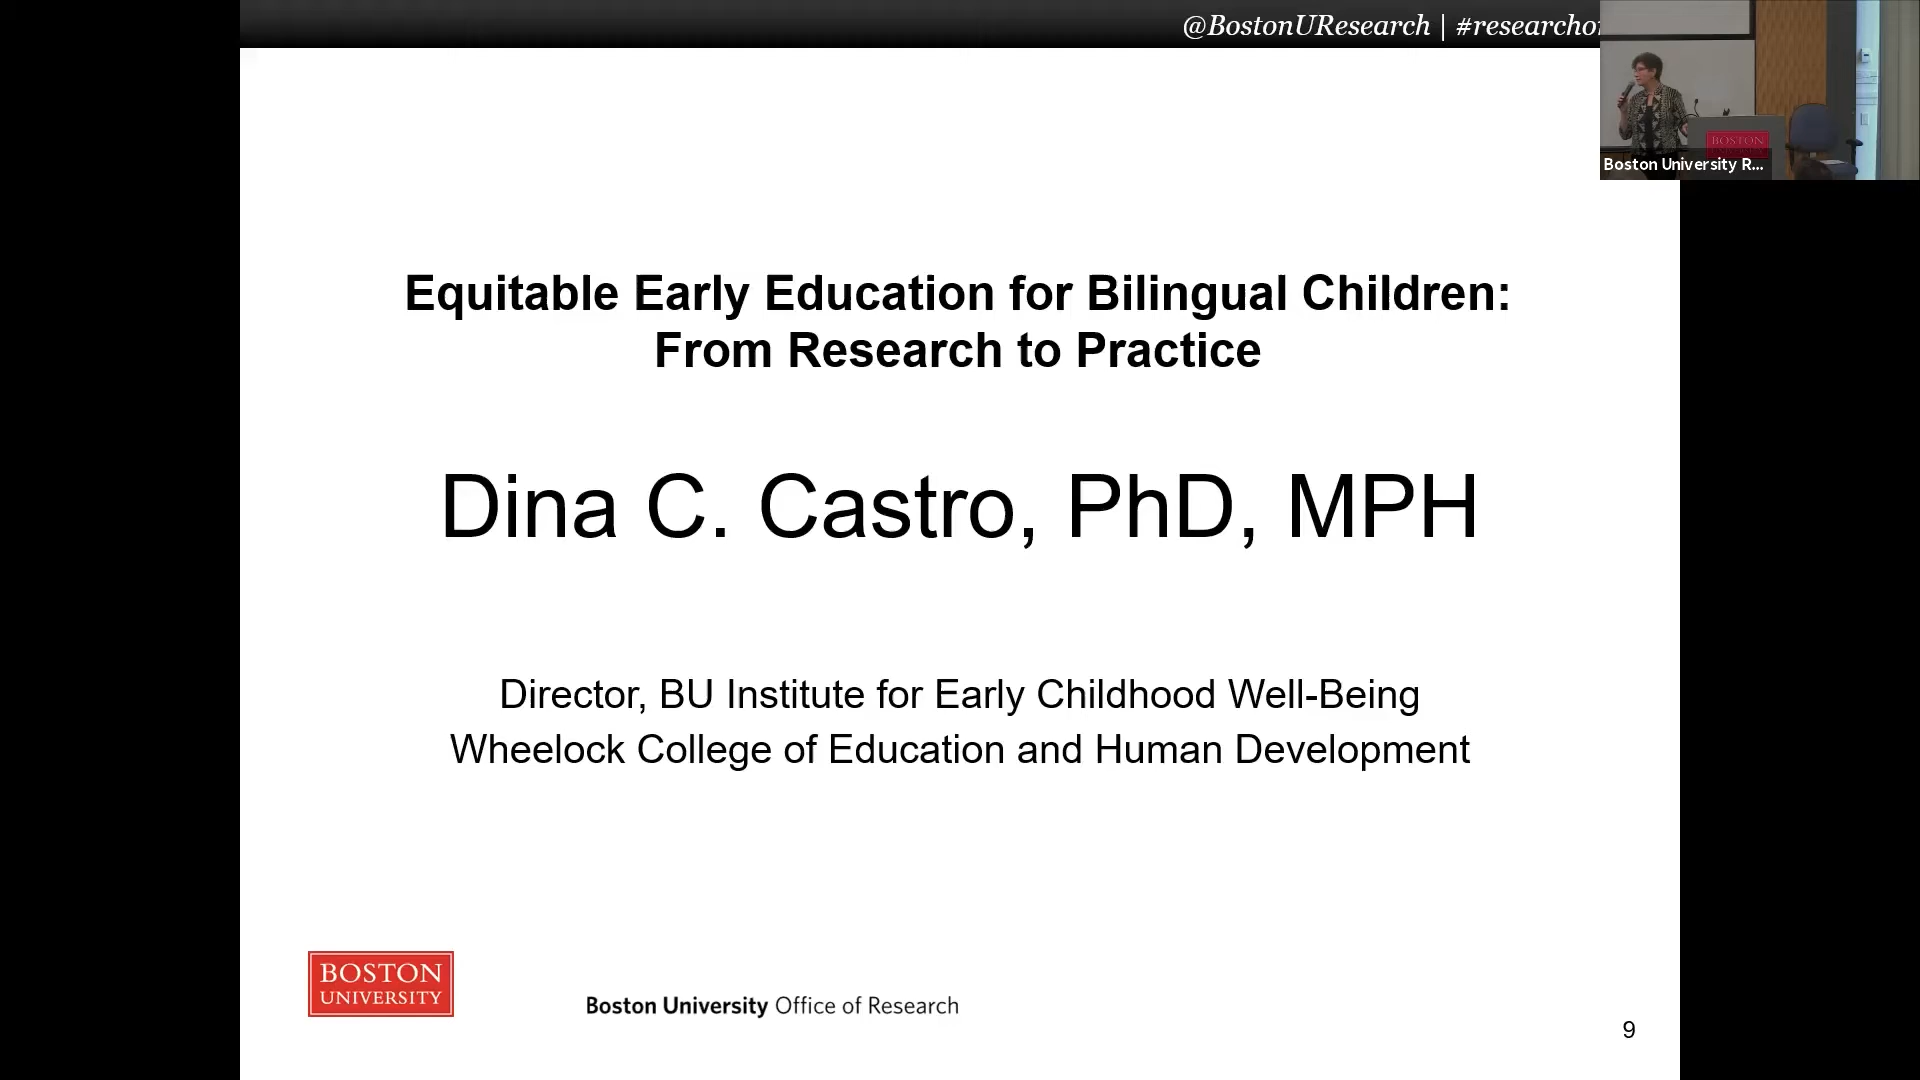 @BostonUResearch | #researcho
BOSTON
Boston University R...
Equitable Early Education for Bilingual Children:
From Research to Practice
Dina C. Castro, PhD, MPH
Director, BU Institute for Early Childhood Well-Being
Wheelock College of Education and Human Development
BOSTON
UNIVERSITY
Boston University Office of Research
9